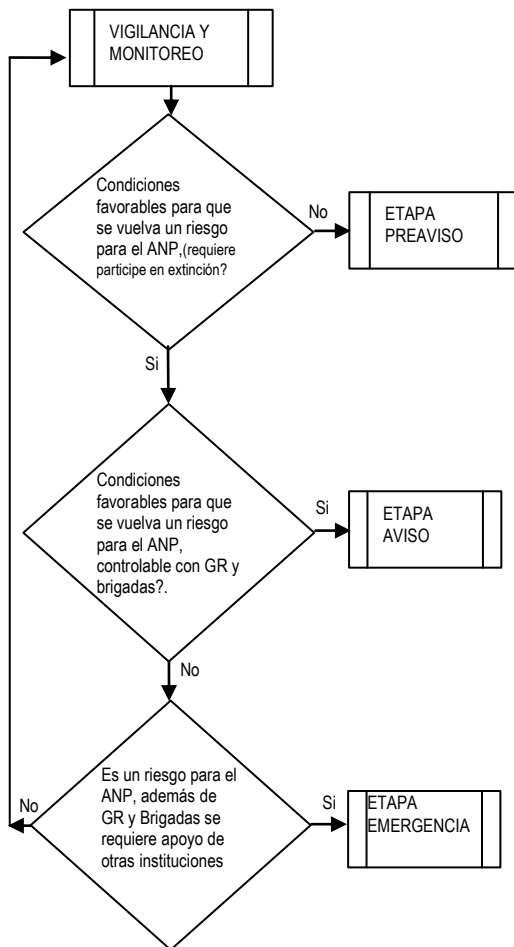 VIGILANCIA Y
MONITOREO
Condiciones
favorables para que
se vuelva un riesgo
para el ANP,(requiere
participe en extinción?
No
ETAPA
PREAVISO
Si
Condiciones
favorables para que
se vuelva un riesgo
para el ANP,
controlable con GR y
brigadas?.
Si
ETAPA
AVISO
No
Es un riesgo para el
ANP, además de
GR y Brigadas se
requiere apoyo de
otras instituciones
No
Si
ETAPA
EMERGENCIA